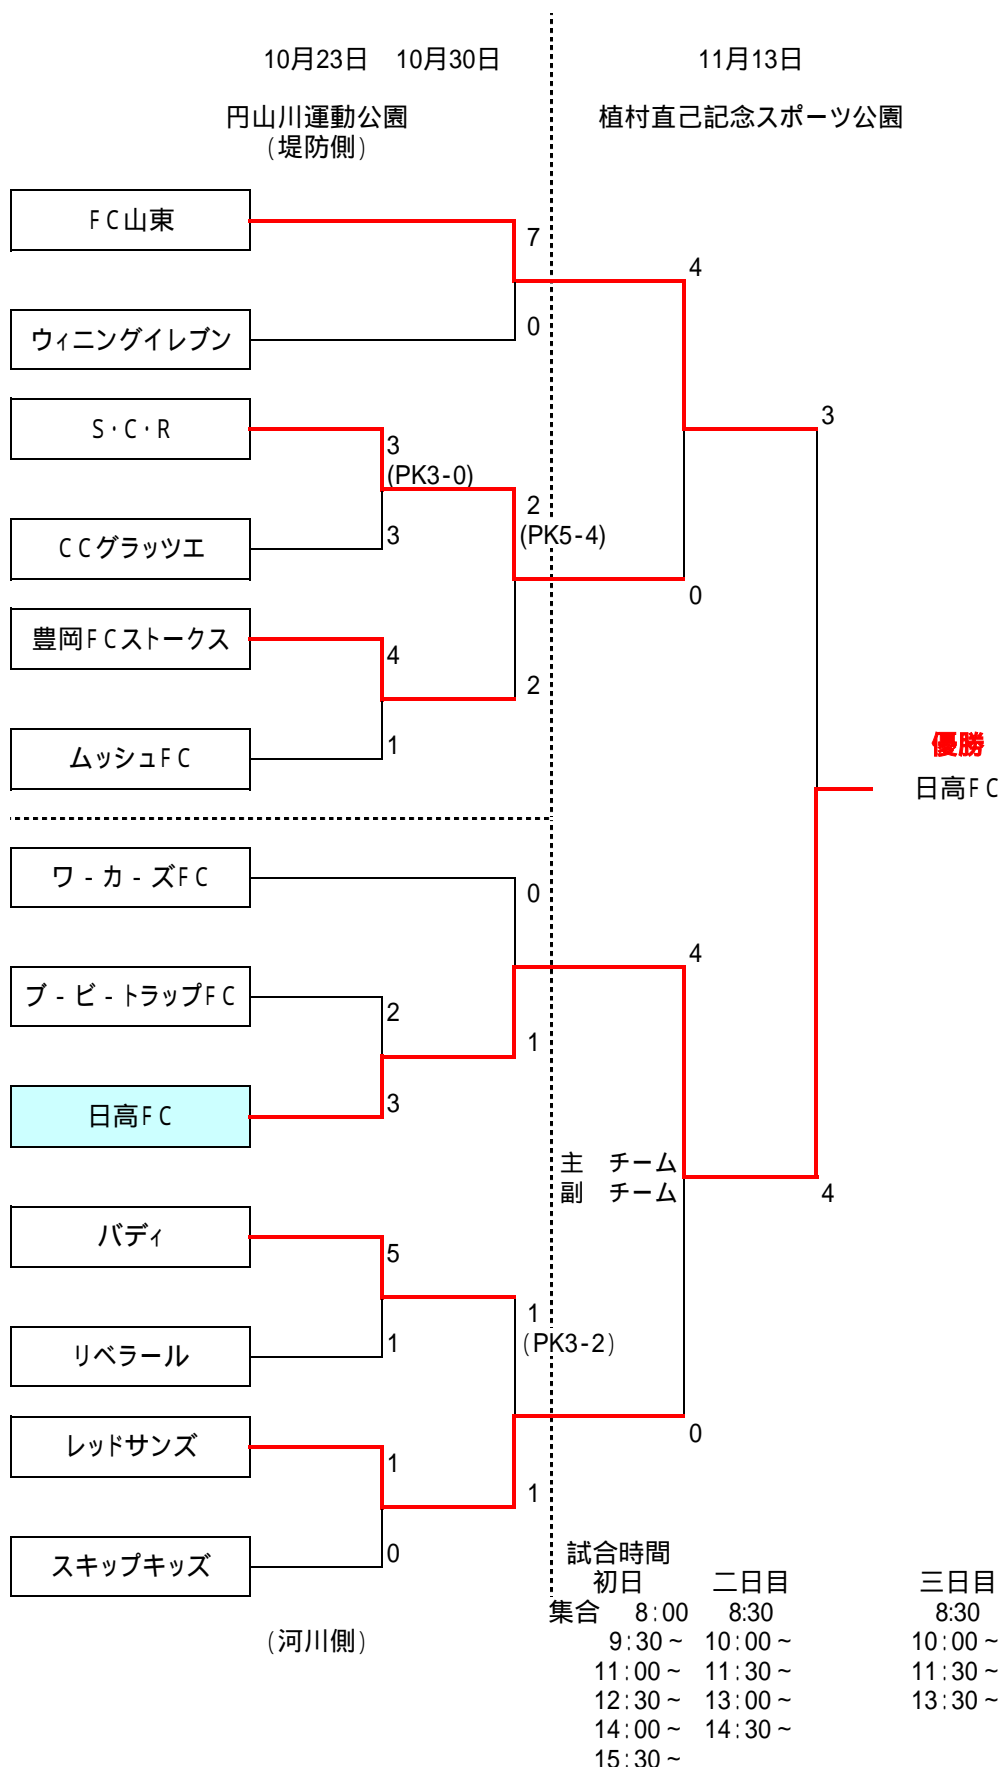 10月23日　10月30日
11月13日
円山川運動公園
植村直己記念スポーツ公園
(堤防側)
FC山東
7
4
ウィニングイレブン
0
S・C・R
3
3
(PK3-0)
2
(PK5-4)
CCグラッツエ
3
0
豊岡FCストークス
4
2
ムッシュFC
1
優勝
日高FC
ワ-カ-ズFC
0
4
ブ-ビ-トラップFC
2
1
日高FC
3
主　チーム
副　チーム
4
バディ
5
1
(PK3-2)
リベラール
1
0
レッドサンズ
1
1
スキップキッズ
0
試合時間
初日　二日目　三日目
集合　8:00　8:30　8:30
(河川側)
9:30～　10:00～　10:00～
11:00～　11:30～　11:30～
12:30～　13:00～　13:30～
14:00～　14:30～
15:30～